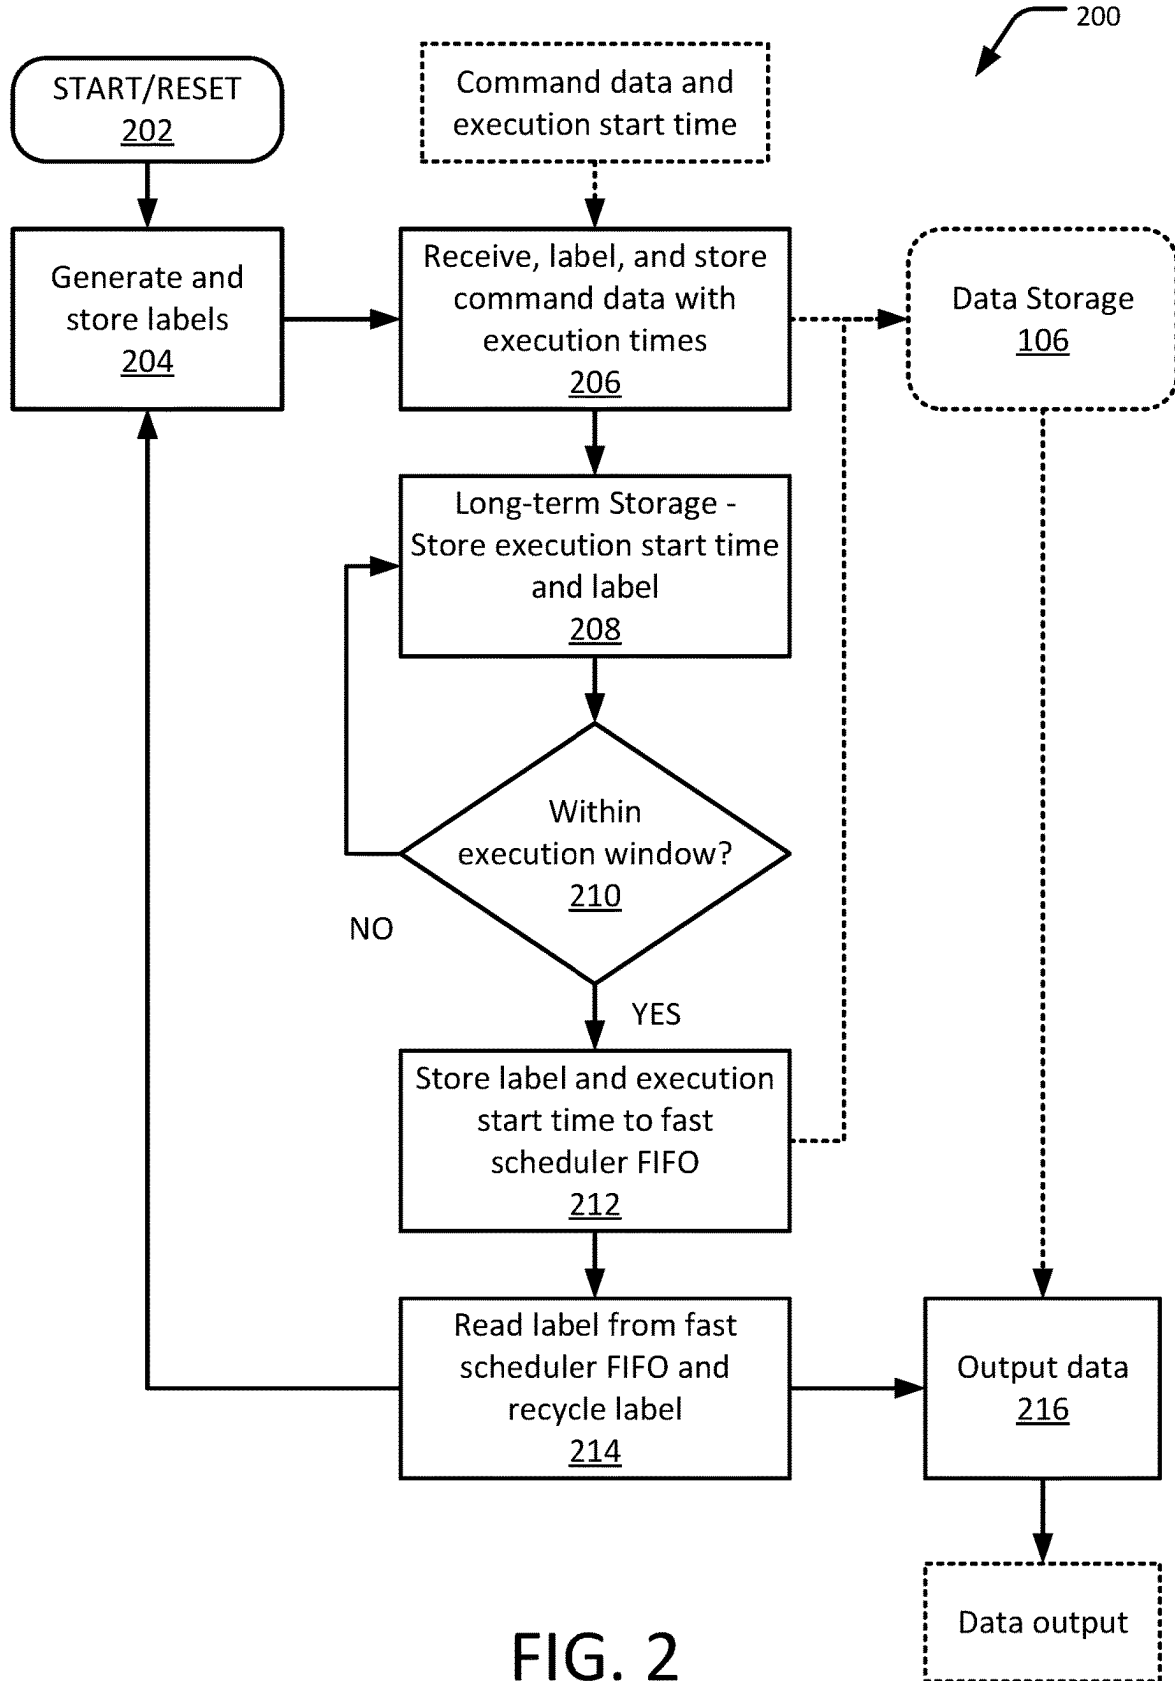 200
START/RESET
202
Command data and
execution start time
Generate and
store labels
204
Receive, label, and store
command data with
execution times
206
Data Storage
106
Long-term Storage -
Store execution start time
and label
208
Within
execution window?
210
NO
YES
Store label and execution
start time to fast
scheduler FIFO
212
Read label from fast
scheduler FIFO and
recycle label
214
Output data
216
Data output
FIG. 2